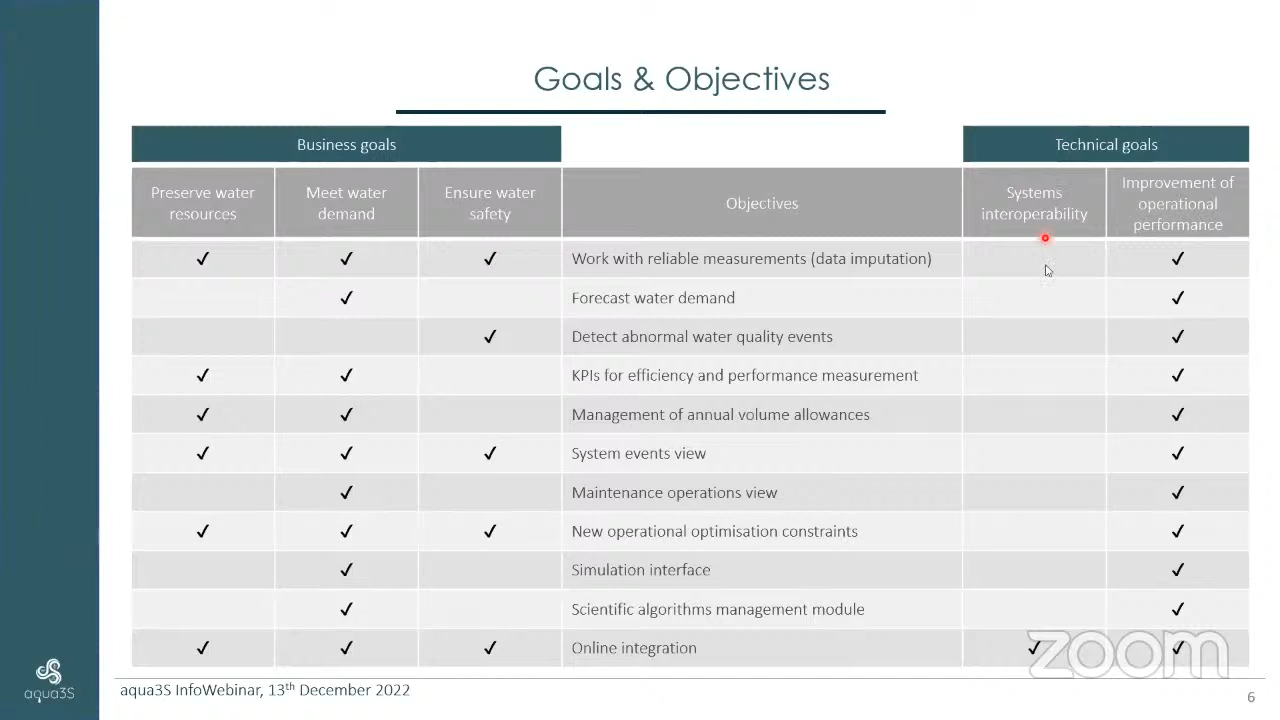 Goals & Objectives
Business goals
Technical goals
Preserve water resources
Meet water demand
Ensure water safety
Objectives
Systems interoperability
Improvement of operational performance
✓ ✓ ✓ Work with reliable measurements (data imputation) ✓
✓ Forecast water demand ✓
✓ Detect abnormal water quality events ✓
✓ ✓ KPIs for efficiency and performance measurement ✓
✓ ✓ Management of annual volume allowances ✓
✓ ✓ ✓ System events view ✓
✓ Maintenance operations view ✓
✓ ✓ ✓ New operational optimisation constraints ✓
✓ Simulation interface ✓
✓ Scientific algorithms management module ✓
✓ ✓ ✓ Online integration ✓ ✓
zoom
aqua3S
aqua3S InfoWebinar, 13th December 2022
6